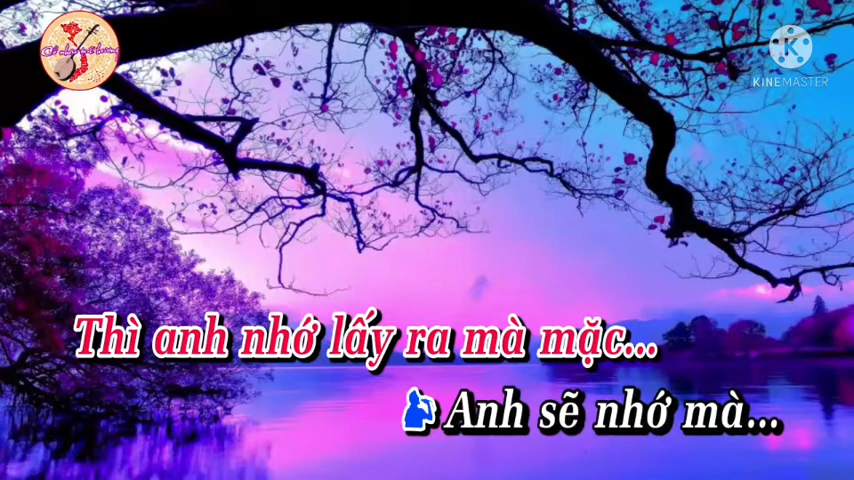 KINEMASTER
Thì anh nhớ lấy ra mà mặc...
Anh sẽ nhớ mà...